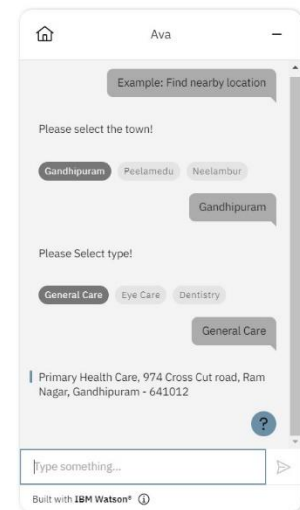 Ava
Example: Find nearby location
Please select the town!
Gandhipuram Peelamedu Neelambur
Gandhipuram
Please Select type!
General Care Eye Care Dentistry
General Care
Primary Health Care, 974 Cross Cut road, Ram
Nagar, Gandhipuram - 641012
?
Type something...
Built with IBM Watson®